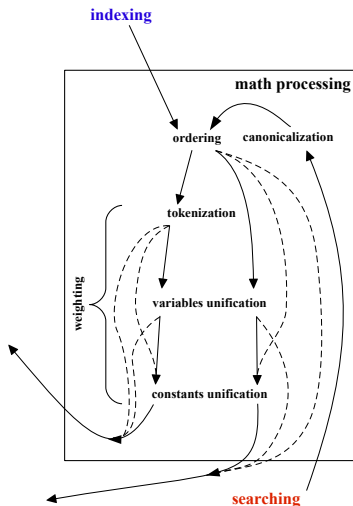 indexing
math processing
ordering
canonicalization
tokenization
weighting
variables unification
constants unification
searching